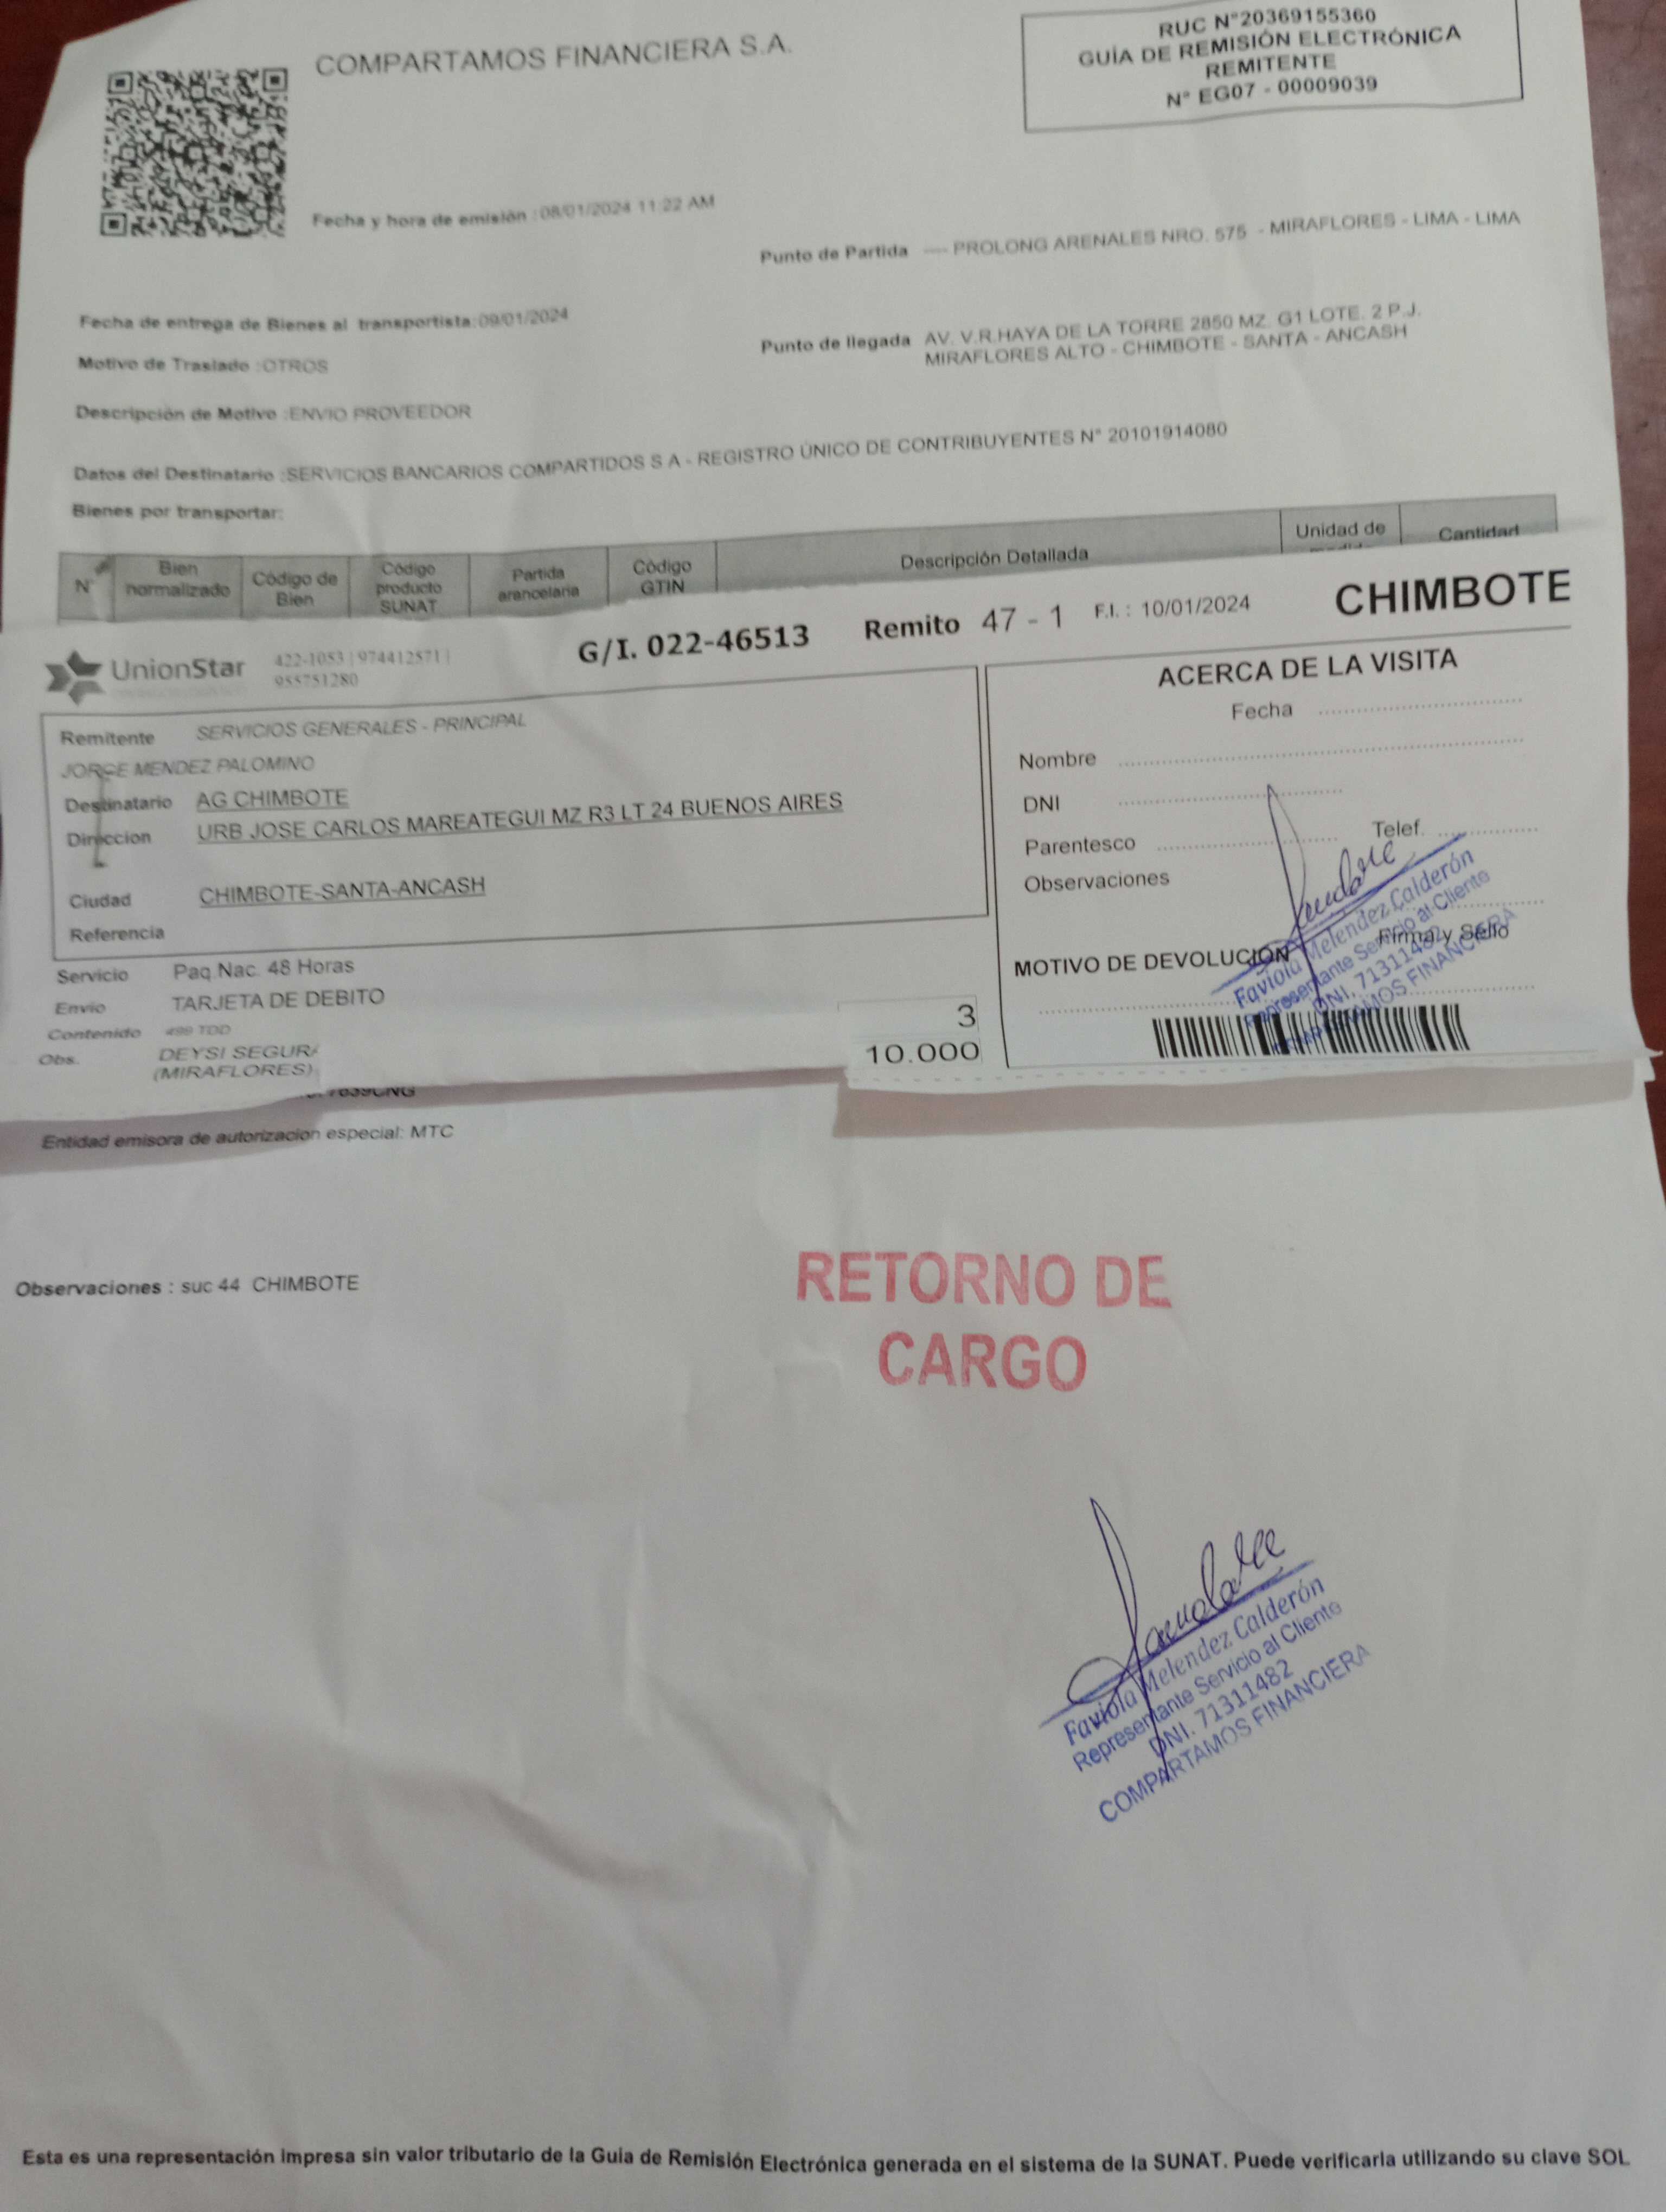 COMPARTAMOS FINANCIERA S.A.
RUC N°20369155360
GUÍA DE REMISIÓN ELECTRÓNICA
REMITENTE
N° EG07 - 00009039
Fecha y hora de emisión :08/01/2024 11:22 AM
Punto de Partida ---- PROLONG ARENALES NRO. 575 - MIRAFLORES - LIMA - LIMA
Fecha de entrega de Bienes al transportista:09/01/2024
Punto de llegada AV. V.R.HAYA DE LA TORRE 2850 MZ. G1 LOTE. 2 P.J.
MIRAFLORES ALTO - CHIMBOTE - SANTA - ANCASH
Motivo de Traslado :OTROS
Descripción de Motivo :ENVIO PROVEEDOR
Datos del Destinatario :SERVICIOS BANCARIOS COMPARTIDOS S A - REGISTRO ÚNICO DE CONTRIBUYENTES N° 20101914080
Bienes por transportar:
N° Bien normalizado Código de Bien Código producto SUNAT Partida arancelaria Código GTIN Descripción Detallada Unidad de Cantidad
UnionStar
422-1053 | 974412571 |
955751280
G/I. 022-46513 Remito 47 - 1 F.I. : 10/01/2024 CHIMBOTE
Remitente SERVICIOS GENERALES - PRINCIPAL
JORGE MENDEZ PALOMINO
Destinatario AG CHIMBOTE
Direccion URB JOSE CARLOS MAREATEGUI MZ R3 LT 24 BUENOS AIRES
Ciudad CHIMBOTE-SANTA-ANCASH
Referencia
Servicio Paq.Nac. 48 Horas
Envio TARJETA DE DEBITO
Contenido 499 TDD
Obs. DEYSI SEGURA
(MIRAFLORES)
3
10.000
ACERCA DE LA VISITA
Fecha
Nombre
DNI
Parentesco Telef.
Observaciones
Firma y Sello
MOTIVO DE DEVOLUCION
Faviola Melendez Calderón
Representante Servicio al Cliente
DNI. 71311482
COMPARTAMOS FINANCIERA
7639CNG
Entidad emisora de autorizacion especial: MTC
Observaciones : suc 44 CHIMBOTE
RETORNO DE
CARGO
Faviola Melendez Calderón
Representante Servicio al Cliente
DNI. 71311482
COMPARTAMOS FINANCIERA
Esta es una representación impresa sin valor tributario de la Guía de Remisión Electrónica generada en el sistema de la SUNAT. Puede verificarla utilizando su clave SOL